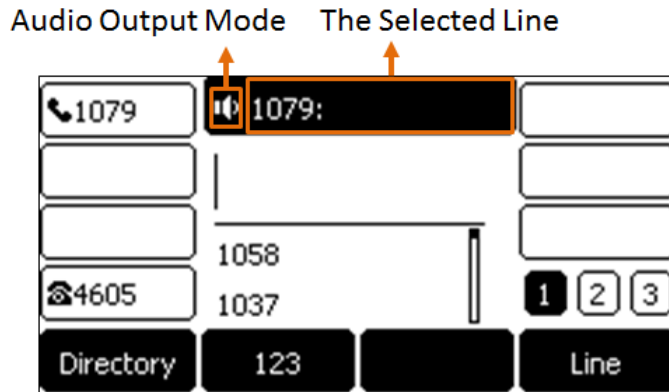 Audio Output Mode The Selected Line
1079 1079:
1058
4605 1037
1 2 3
Directory 123 Line